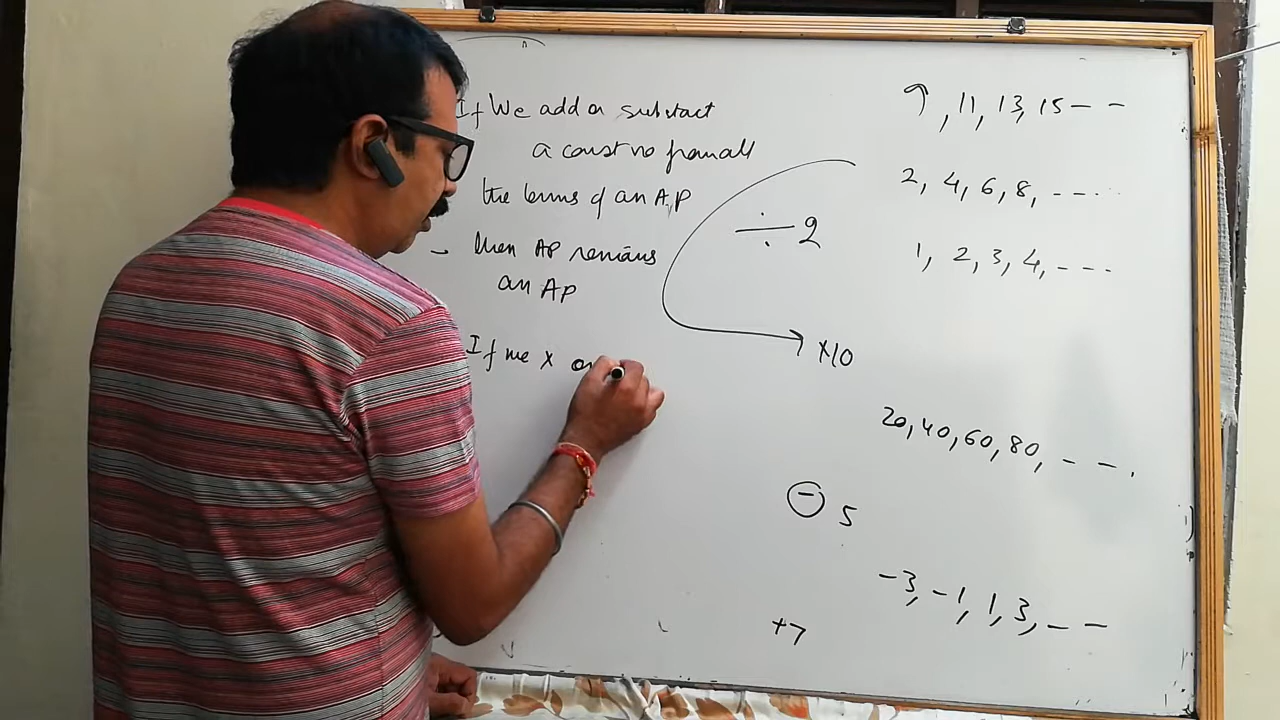 If We add or substact
a const no from all
the terms of an A.P
- then AP remains
an AP
If we X or
, 11, 13, 15 - -
2, 4, 6, 8, - - - -
÷ 2
1, 2, 3, 4, - - -
X10
20, 40, 60, 80, - - .
- 5
-3, -1, 1, 3, - -
+7